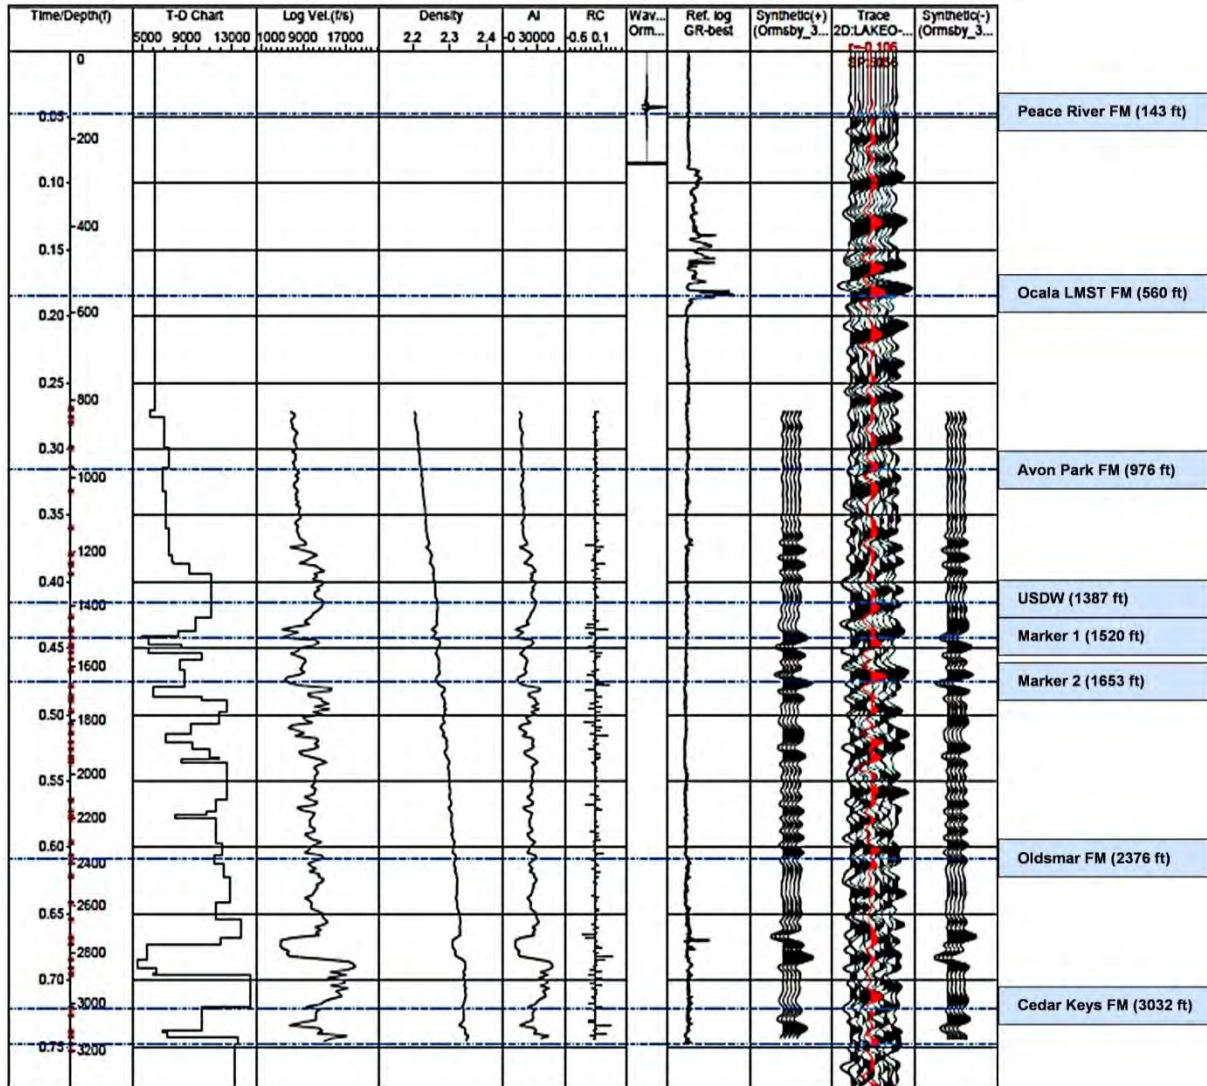 Time/Depth(f) T-D Chart Log Vel.(f/s) Density AI RC Wav... Ref. log Synthetic(+) Trace Synthetic(-)
Orm... GR-best (Ormsby_3... 2D:LAKEO-... (Ormsby_3...
5000 9000 13000 1000 9000 17000 2.2 2.3 2.4 -0 30000 -0.6 0.1
r=-0.106
0
Peace River FM (143 ft)
0.05
200
0.10
400
0.15
Ocala LMST FM (560 ft)
600
0.20
0.25
800
0.30
Avon Park FM (976 ft)
1000
0.35
1200
0.40
USDW (1387 ft)
1400
Marker 1 (1520 ft)
0.45
1600
Marker 2 (1653 ft)
0.50
1800
2000
0.55
2200
0.60
Oldsmar FM (2376 ft)
2400
2600
0.65
2800
0.70
3000
Cedar Keys FM (3032 ft)
0.75
3200